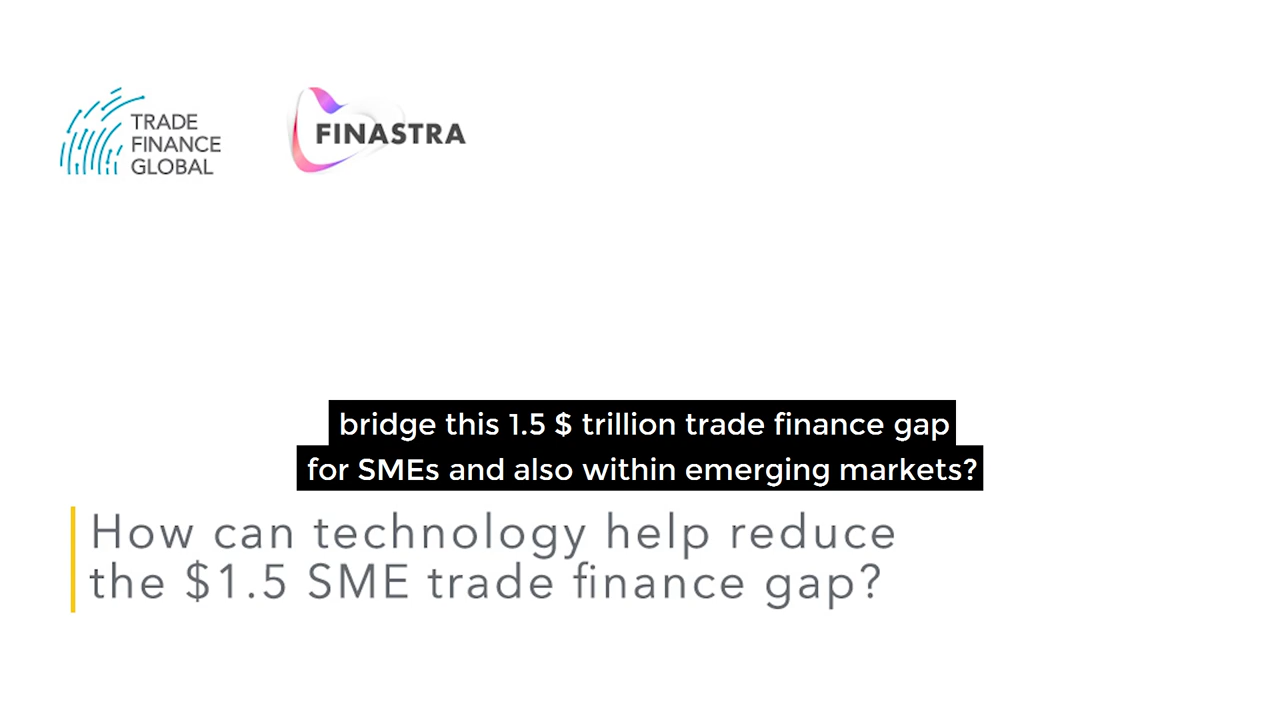 TRADE
FINANCE
GLOBAL
FINASTRA
bridge this 1.5 $ trillion trade finance gap
for SMEs and also within emerging markets?
How can technology help reduce
the $1.5 SME trade finance gap?